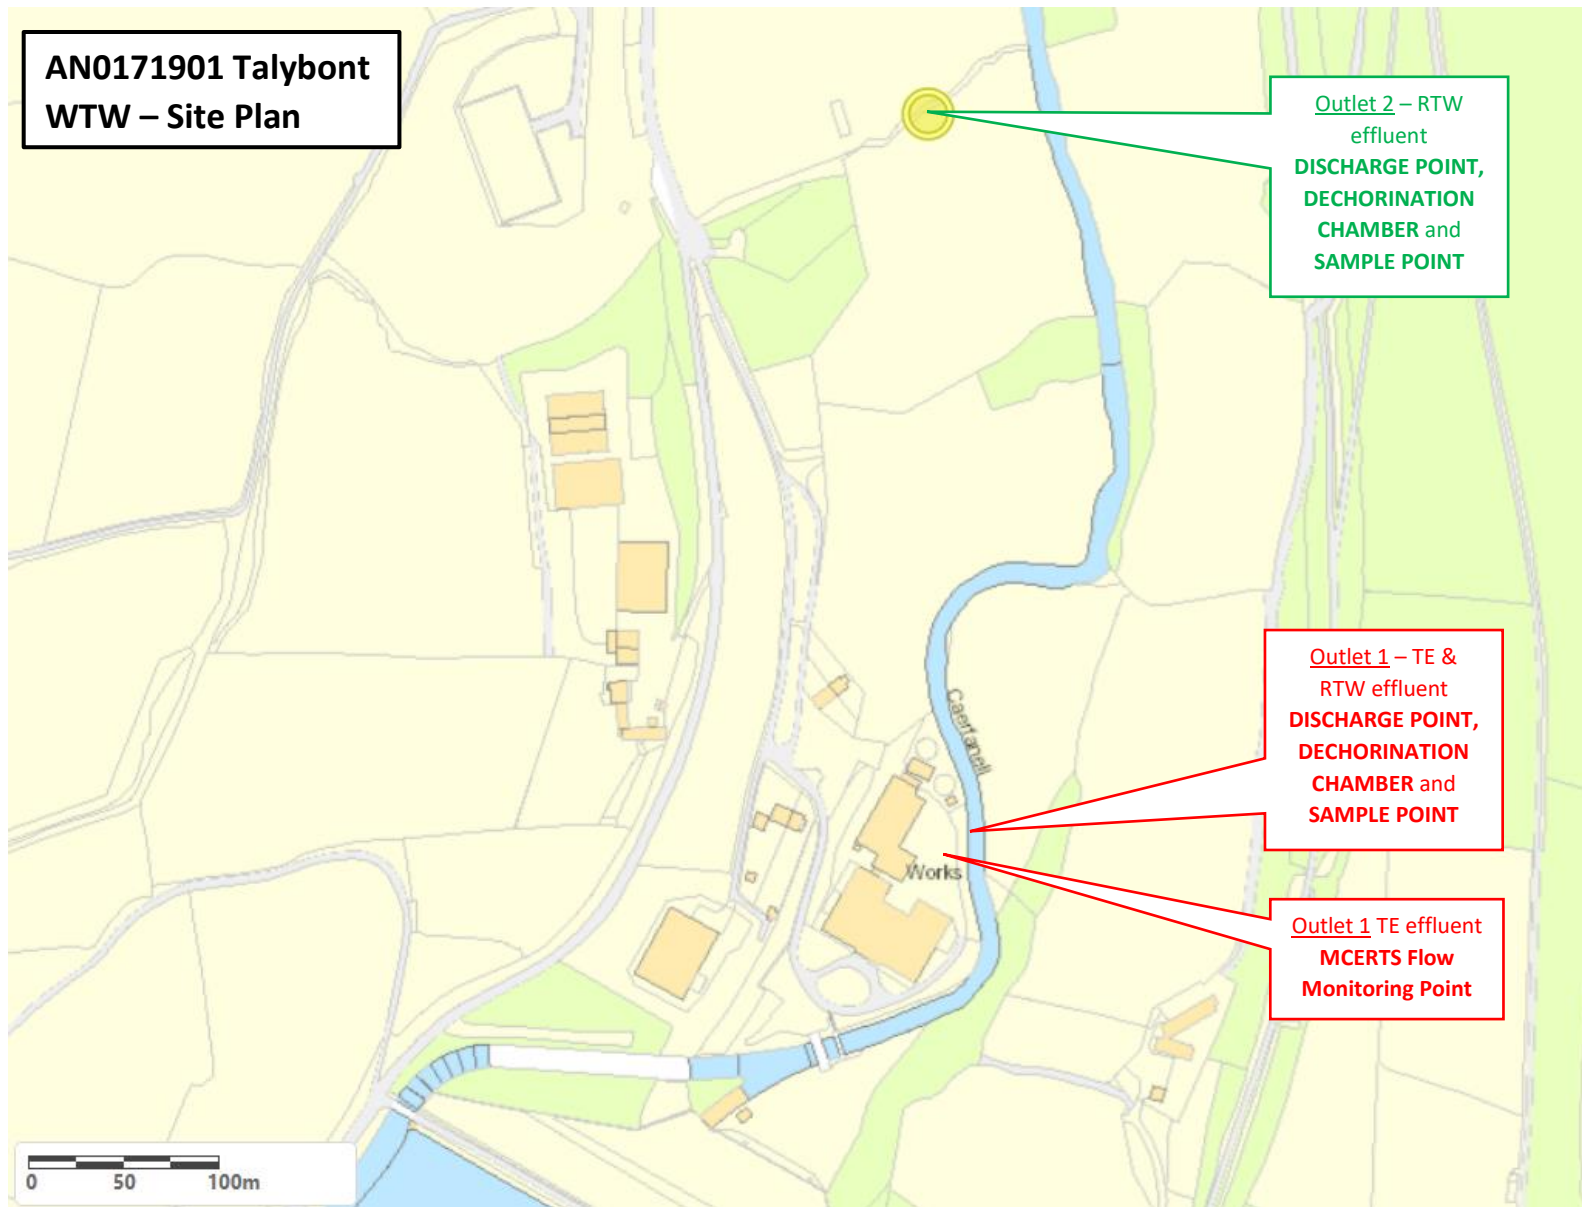 AN0171901 Talybont
WTW – Site Plan
Outlet 2 – RTW
effluent
DISCHARGE POINT,
DECHORINATION
CHAMBER and
SAMPLE POINT
Outlet 1 – TE &
RTW effluent
DISCHARGE POINT,
DECHORINATION
CHAMBER and
SAMPLE POINT
Caerfanell
Works
Outlet 1 TE effluent
MCERTS Flow
Monitoring Point
0 50 100m